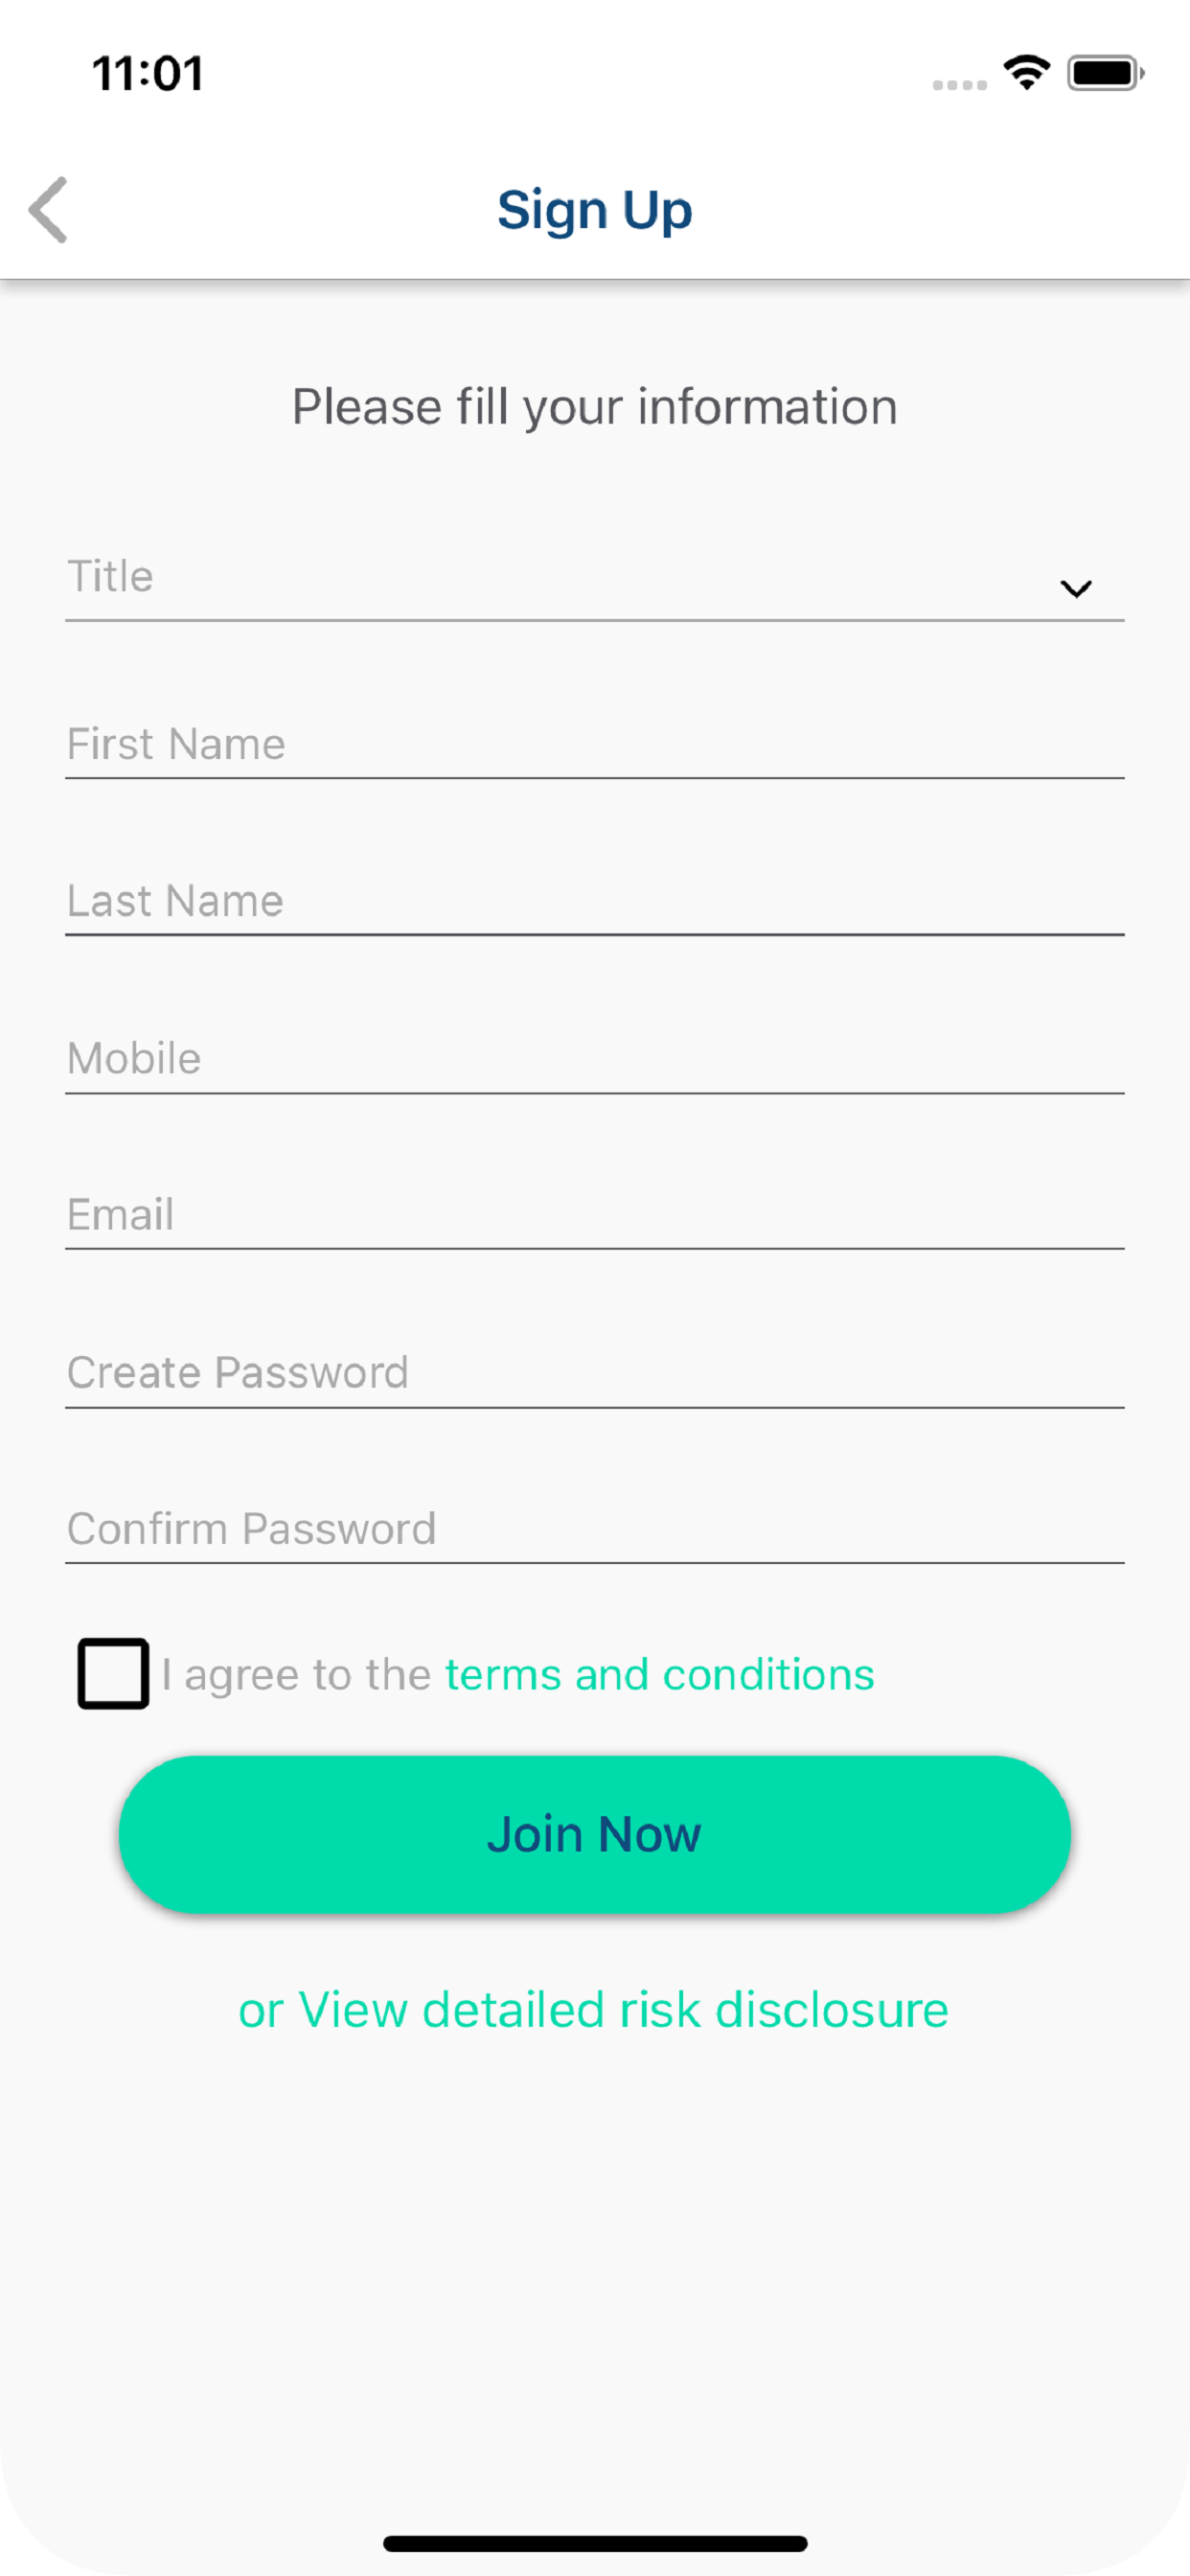 11:01
Sign Up
Please fill your information
Title
First Name
Last Name
Mobile
Email
Create Password
Confirm Password
I agree to the terms and conditions
Join Now
or View detailed risk disclosure